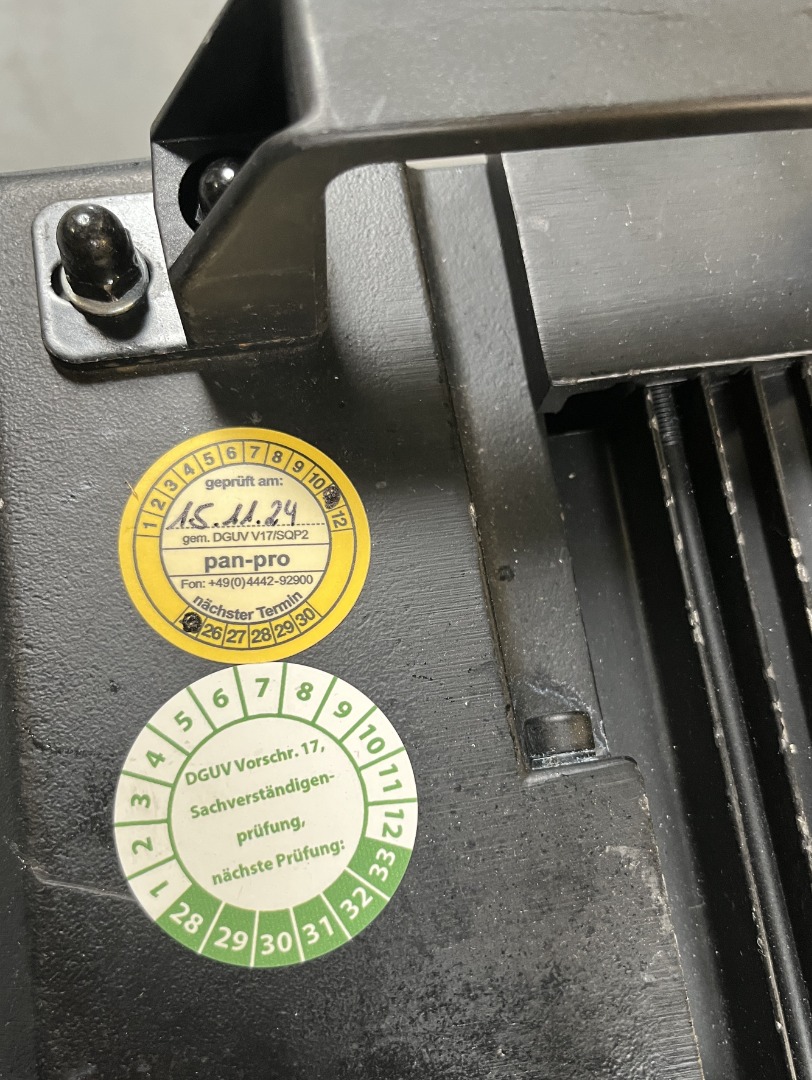 1 2 3 4 5 6 7 8 9 10 12
geprüft am:
15.11.24
gem. DGUV V17/SQP2
pan-pro
Fon: +49(0)4442-92900
nächster Termin
26 27 28 29 30
1 2 3 4 5 6 7 8 9 10 11 12
DGUV Vorschr. 17,
Sachverständigen-
prüfung,
nächste Prüfung:
28 29 30 31 32 33